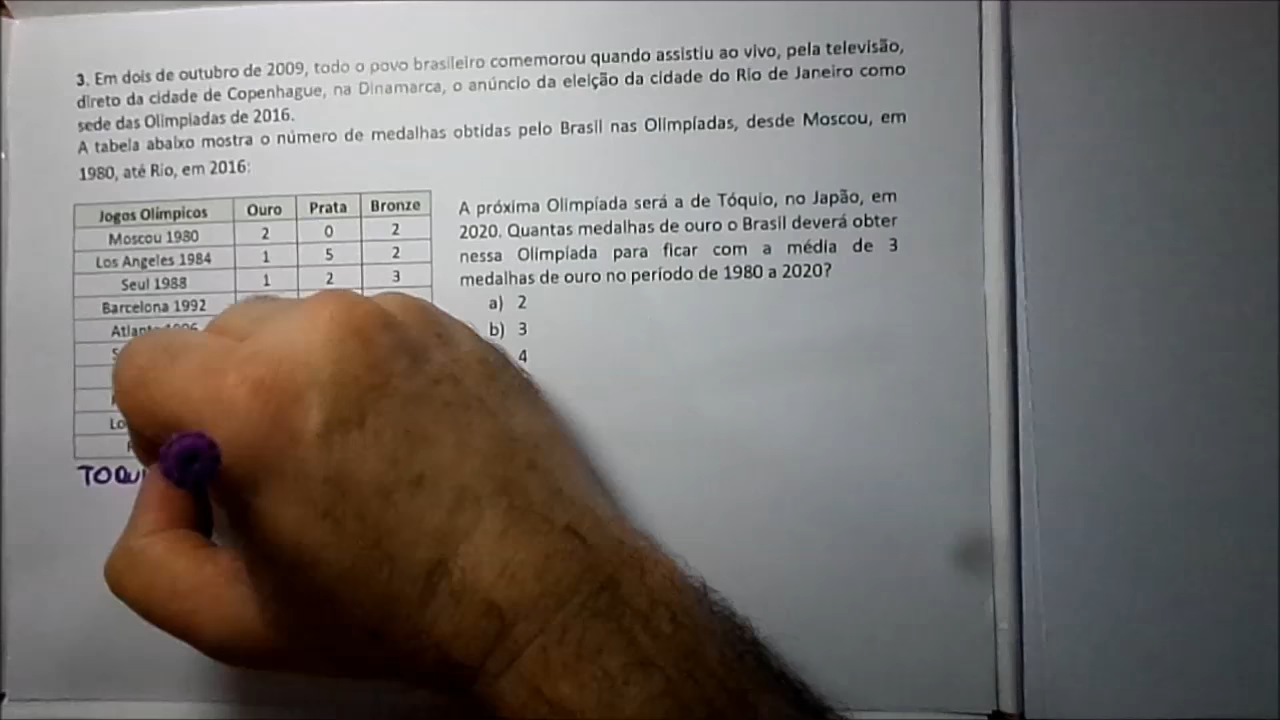 3. Em dois de outubro de 2009, todo o povo brasileiro comemorou quando assistiu ao vivo, pela televisão,
direto da cidade de Copenhague, na Dinamarca, o anúncio da eleição da cidade do Rio de Janeiro como
sede das Olimpíadas de 2016.
A tabela abaixo mostra o número de medalhas obtidas pelo Brasil nas Olimpíadas, desde Moscou, em
1980, até Rio, em 2016:
Jogos Olímpicos Ouro Prata Bronze
Moscou 1980 2 0 2
Los Angeles 1984 1 5 2
Seul 1988 1 2 3
Barcelona 1992
A próxima Olimpíada será a de Tóquio, no Japão, em
2020. Quantas medalhas de ouro o Brasil deverá obter
nessa Olimpíada para ficar com a média de 3
medalhas de ouro no período de 1980 a 2020?
a) 2
b) 3
4